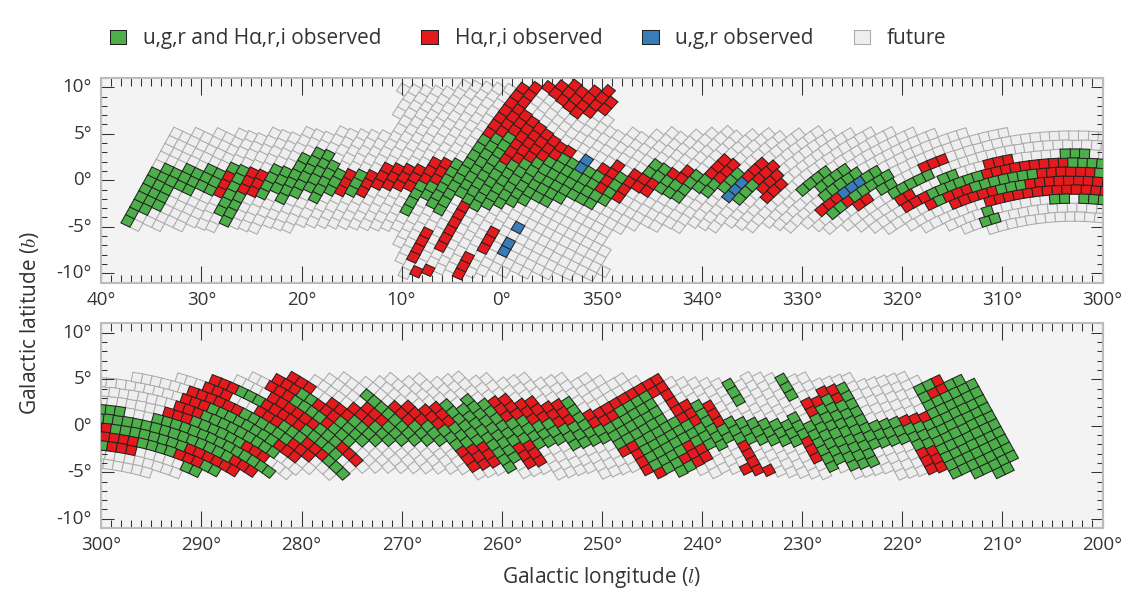 u,g,r and Hα,r,i observed Hα,r,i observed u,g,r observed future
10°
5°
0°
-5°
-10°
40° 30° 20° 10° 0° 350° 340° 330° 320° 310° 300°
Galactic latitude (b)
10°
5°
0°
-5°
-10°
300° 290° 280° 270° 260° 250° 240° 230° 220° 210° 200°
Galactic longitude (l)